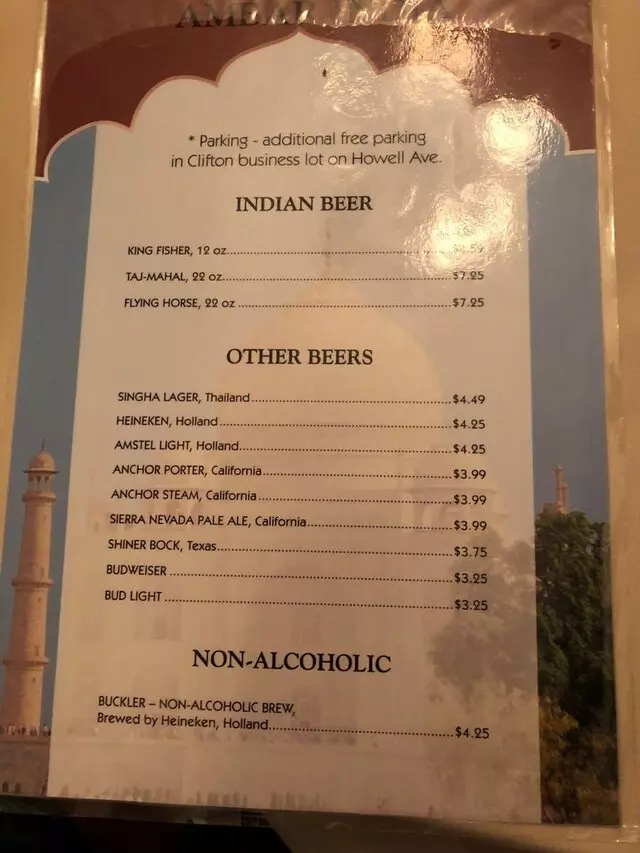 AMBAR INDIA
* Parking - additional free parking
in Clifton business lot on Howell Ave.
INDIAN BEER
KING FISHER, 12 oz
TAJ-MAHAL, 22 oz $7.25
FLYING HORSE, 22 oz $7.25
OTHER BEERS
SINGHA LAGER, Thailand $4.49
HEINEKEN, Holland $4.25
AMSTEL LIGHT, Holland $4.25
ANCHOR PORTER, California $3.99
ANCHOR STEAM, California $3.99
SIERRA NEVADA PALE ALE, California $3.99
SHINER BOCK, Texas $3.75
BUDWEISER $3.25
BUD LIGHT $3.25
NON-ALCOHOLIC
BUCKLER – NON-ALCOHOLIC BREW,
Brewed by Heineken, Holland $4.25